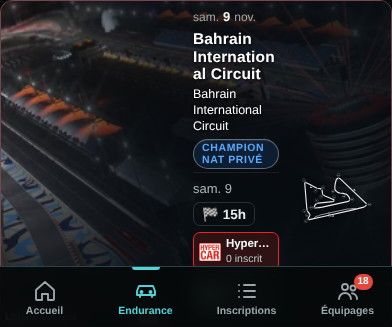 sam. 9 nov.
Bahrain
Internation
al Circuit
Bahrain
International
Circuit
CHAMPION
NAT PRIVÉ
sam. 9
15h
HYPER
CAR
Hyper...
0 inscrit
18
Accueil
Endurance
Inscriptions
Équipages